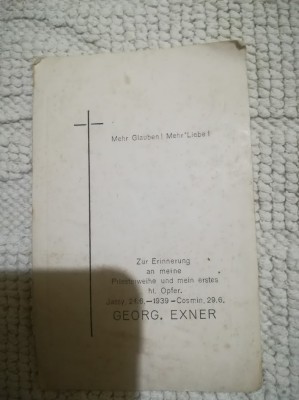 Mehr Glauben! Mehr Liebe!
Zur Erinnerung
an meine
Priesterweihe und mein erstes
hl. Opfer.
24.6.–1939–Cosmin, 29.6.
GEORG, EXNER